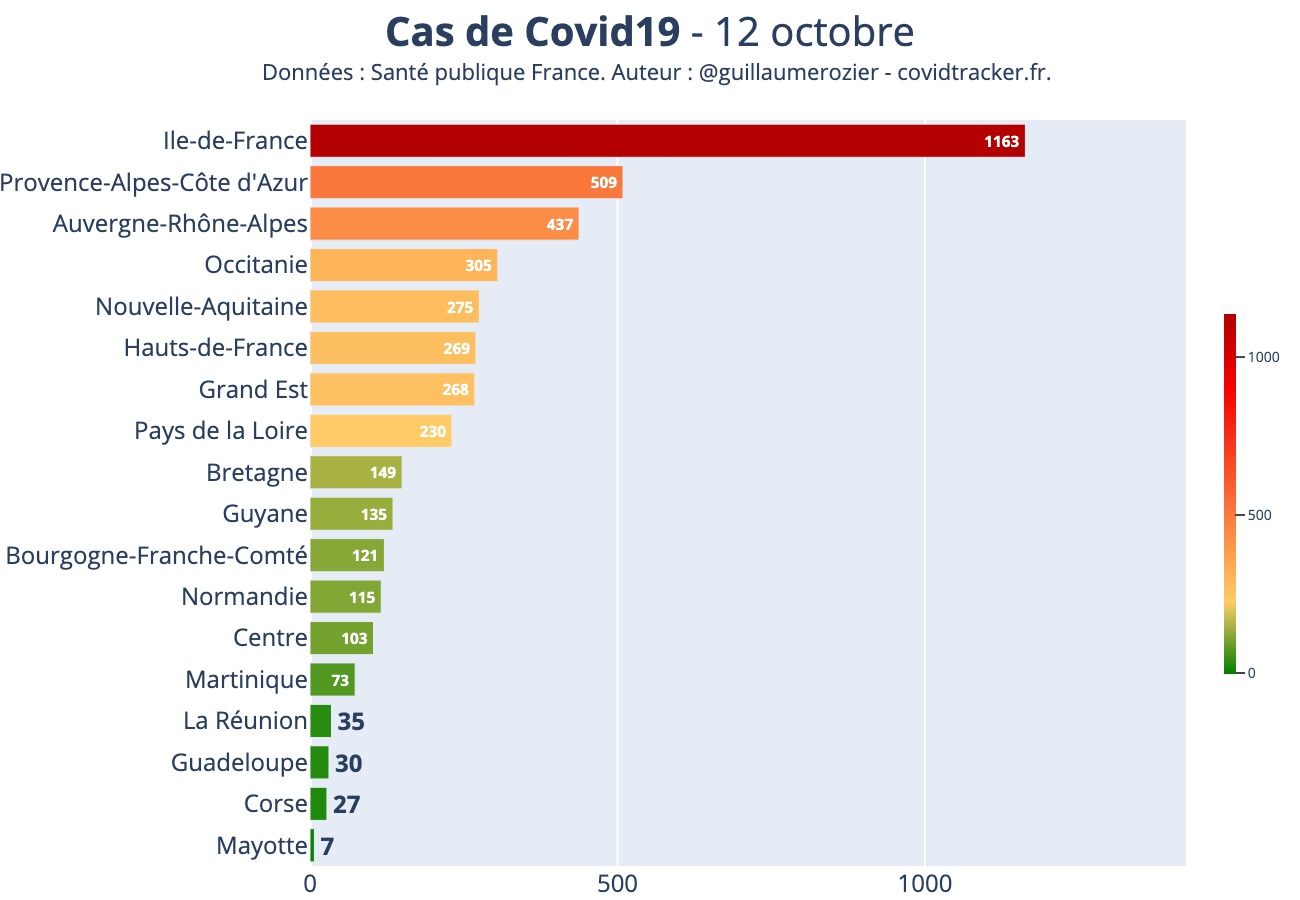 Cas de Covid19 - 12 octobre
Données : Santé publique France. Auteur : @guillaumerozier - covidtracker.fr.
Ile-de-France 1163
Provence-Alpes-Côte d'Azur 509
Auvergne-Rhône-Alpes 437
Occitanie 305
Nouvelle-Aquitaine 275
Hauts-de-France 269
Grand Est 268
Pays de la Loire 230
Bretagne 149
Guyane 135
Bourgogne-Franche-Comté 121
Normandie 115
Centre 103
Martinique 73
La Réunion 35
Guadeloupe 30
Corse 27
Mayotte 7
0 500 1000
1000
500
0